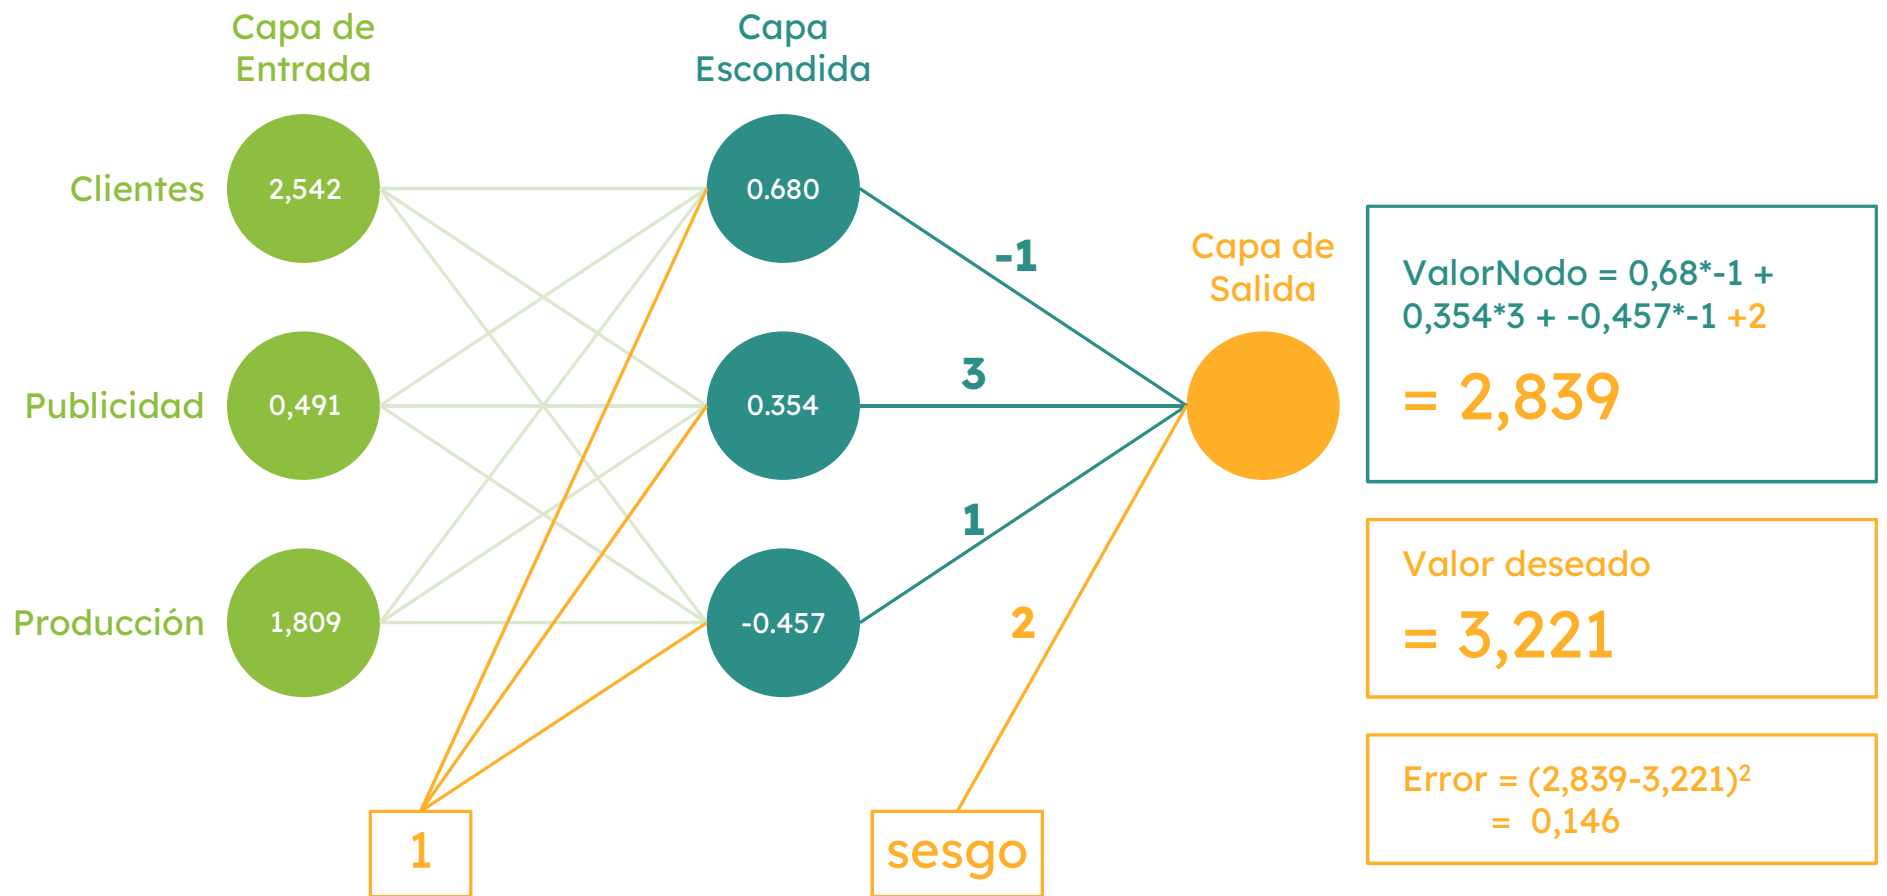 Capa de
Entrada
Capa
Escondida
Clientes
2,542
0.680
-1
Capa de
Salida
Publicidad
0,491
0.354
3
Producción
1,809
-0.457
1
2
1
sesgo
ValorNodo = 0,68*-1 +
0,354*3 + -0,457*-1 +2
= 2,839
Valor deseado
= 3,221
Error = (2,839-3,221)²
= 0,146